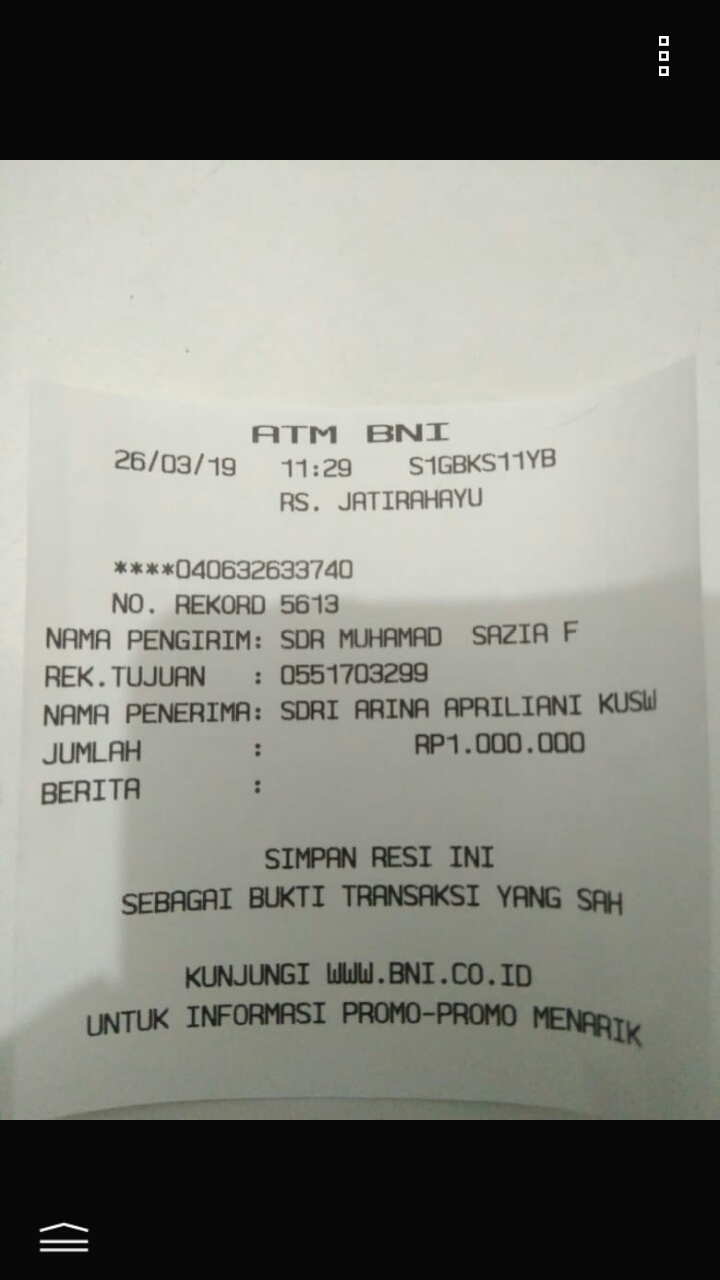 ATM BNI
26/03/19 11:29 S1GBKS11YB
RS. JATIRAHAYU
****040632633740
NO. REKORD 5613
NAMA PENGIRIM: SDR MUHAMAD SAZIA F
REK.TUJUAN : 0551703299
NAMA PENERIMA: SDRI ARINA APRILIANI KUSW
JUMLAH : RP1.000.000
BERITA :
SIMPAN RESI INI
SEBAGAI BUKTI TRANSAKSI YANG SAH
KUNJUNGI WWW.BNI.CO.ID
UNTUK INFORMASI PROMO-PROMO MENARIK